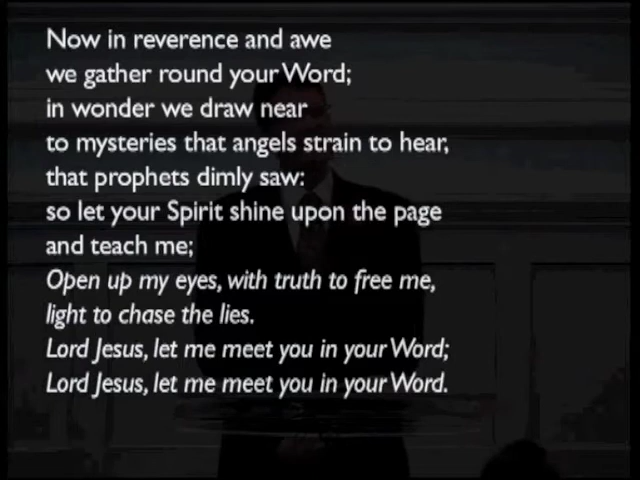 Now in reverence and awe
we gather round your Word;
in wonder we draw near
to mysteries that angels strain to hear,
that prophets dimly saw:
so let your Spirit shine upon the page
and teach me;
Open up my eyes, with truth to free me,
light to chase the lies.
Lord Jesus, let me meet you in your Word;
Lord Jesus, let me meet you in your Word.